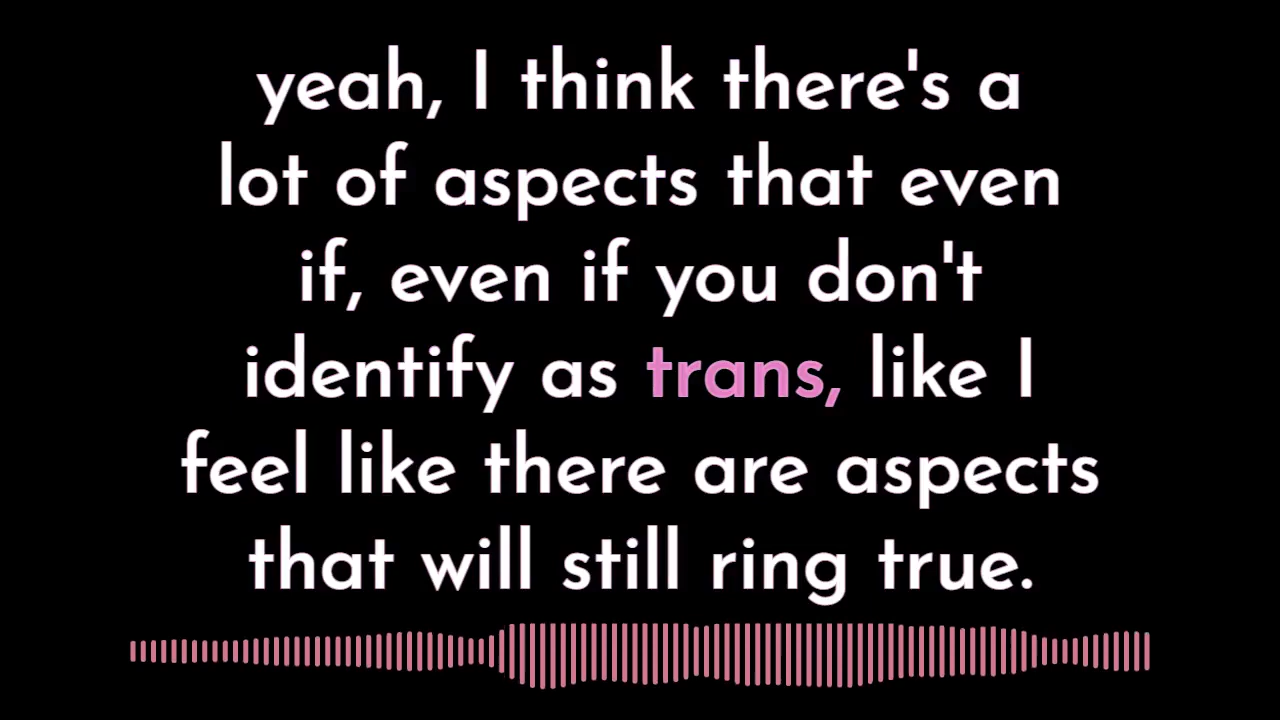 yeah, I think there's a
lot of aspects that even
if, even if you don't
identify as trans, like I
feel like there are aspects
that will still ring true.